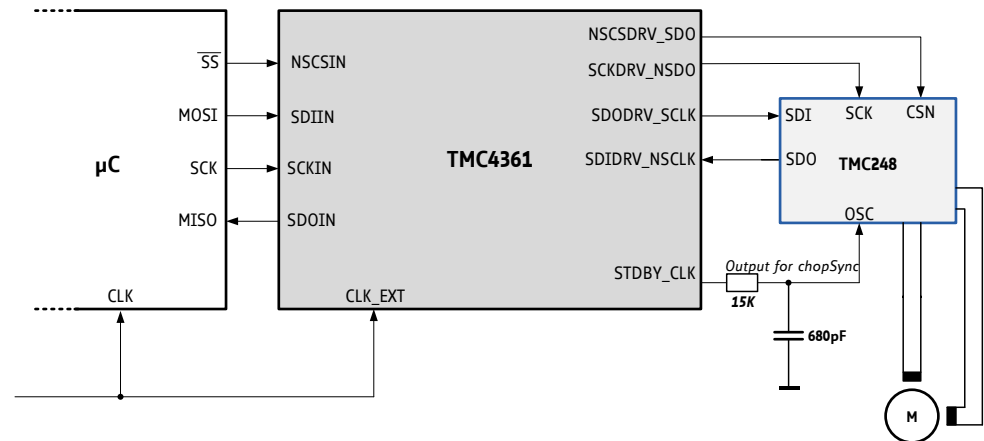 NSCSDRV_SDO
SS
NSCSIN
SCKDRV_NSDO
MOSI
SDIIN
SDODRV_SCLK
SDI
SCK
CSN
µC
TMC4361
SDIDRV_NSCLK
SDO
TMC248
SCK
SCKIN
MISO
SDOIN
OSC
STDBY_CLK
Output for chopSync
15K
CLK
CLK_EXT
680pF
M